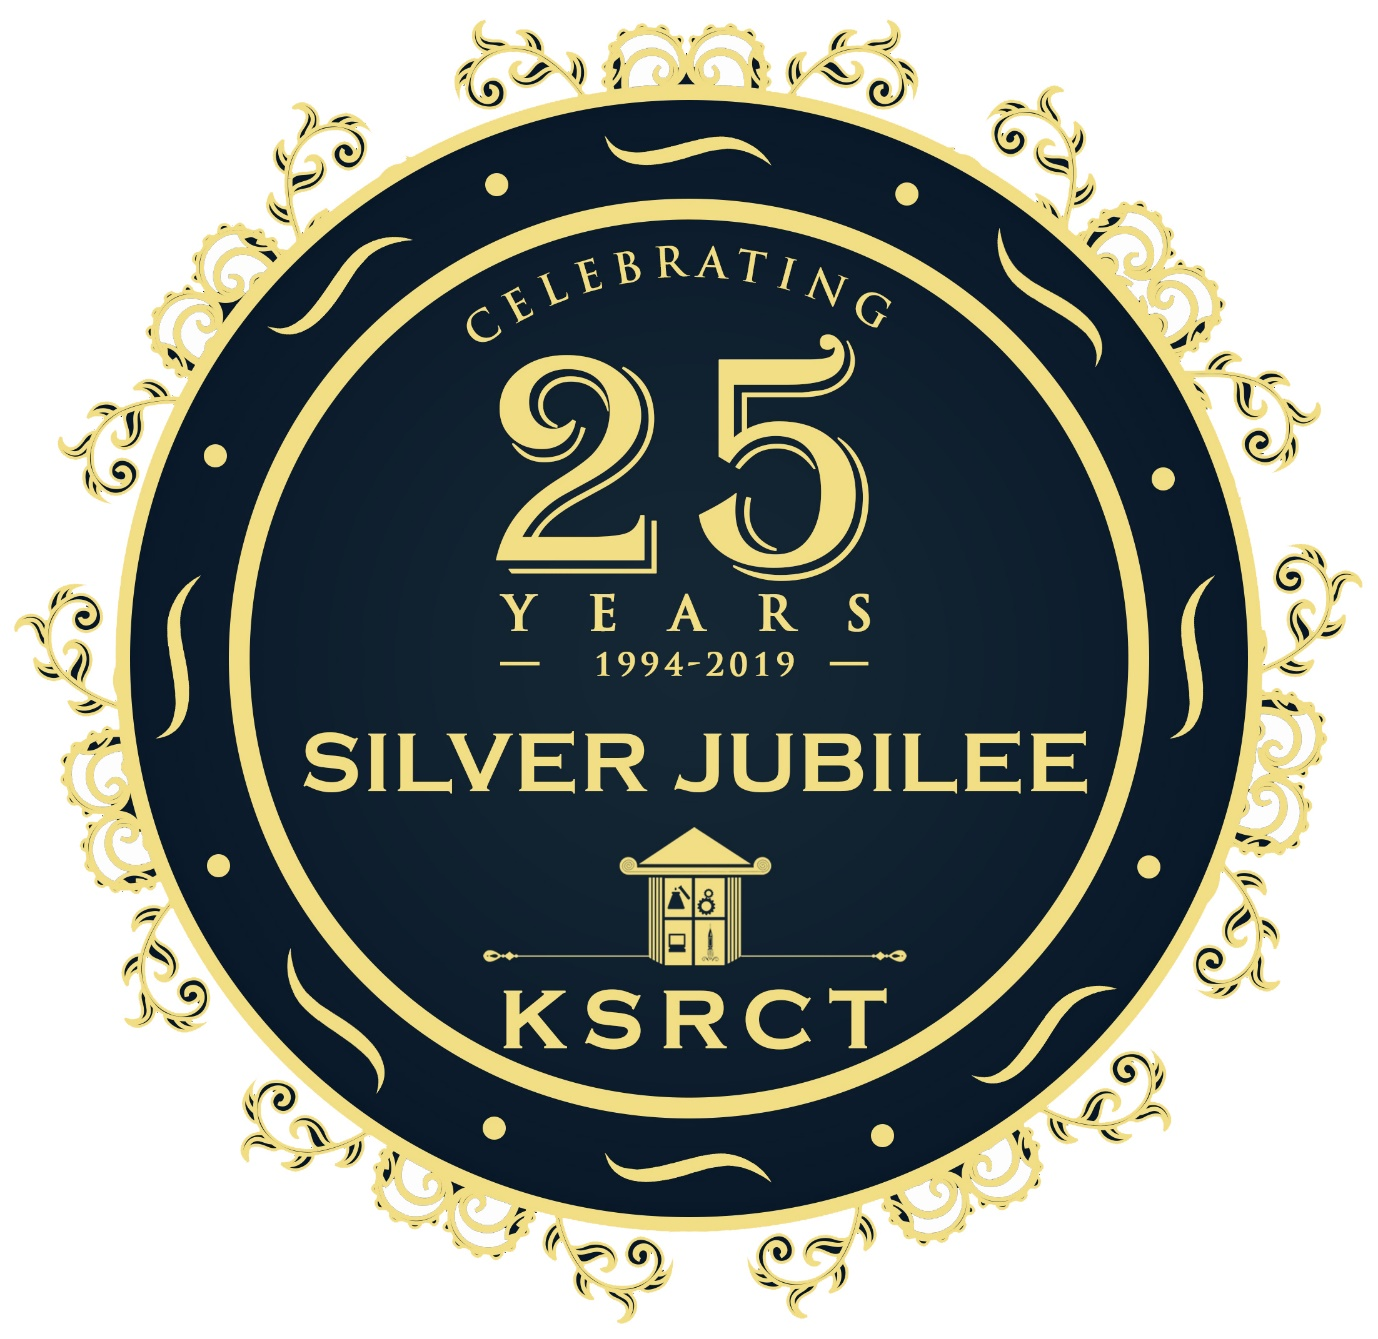 CELEBRATING
25
YEARS
1994-2019
SILVER JUBILEE
KSRCT